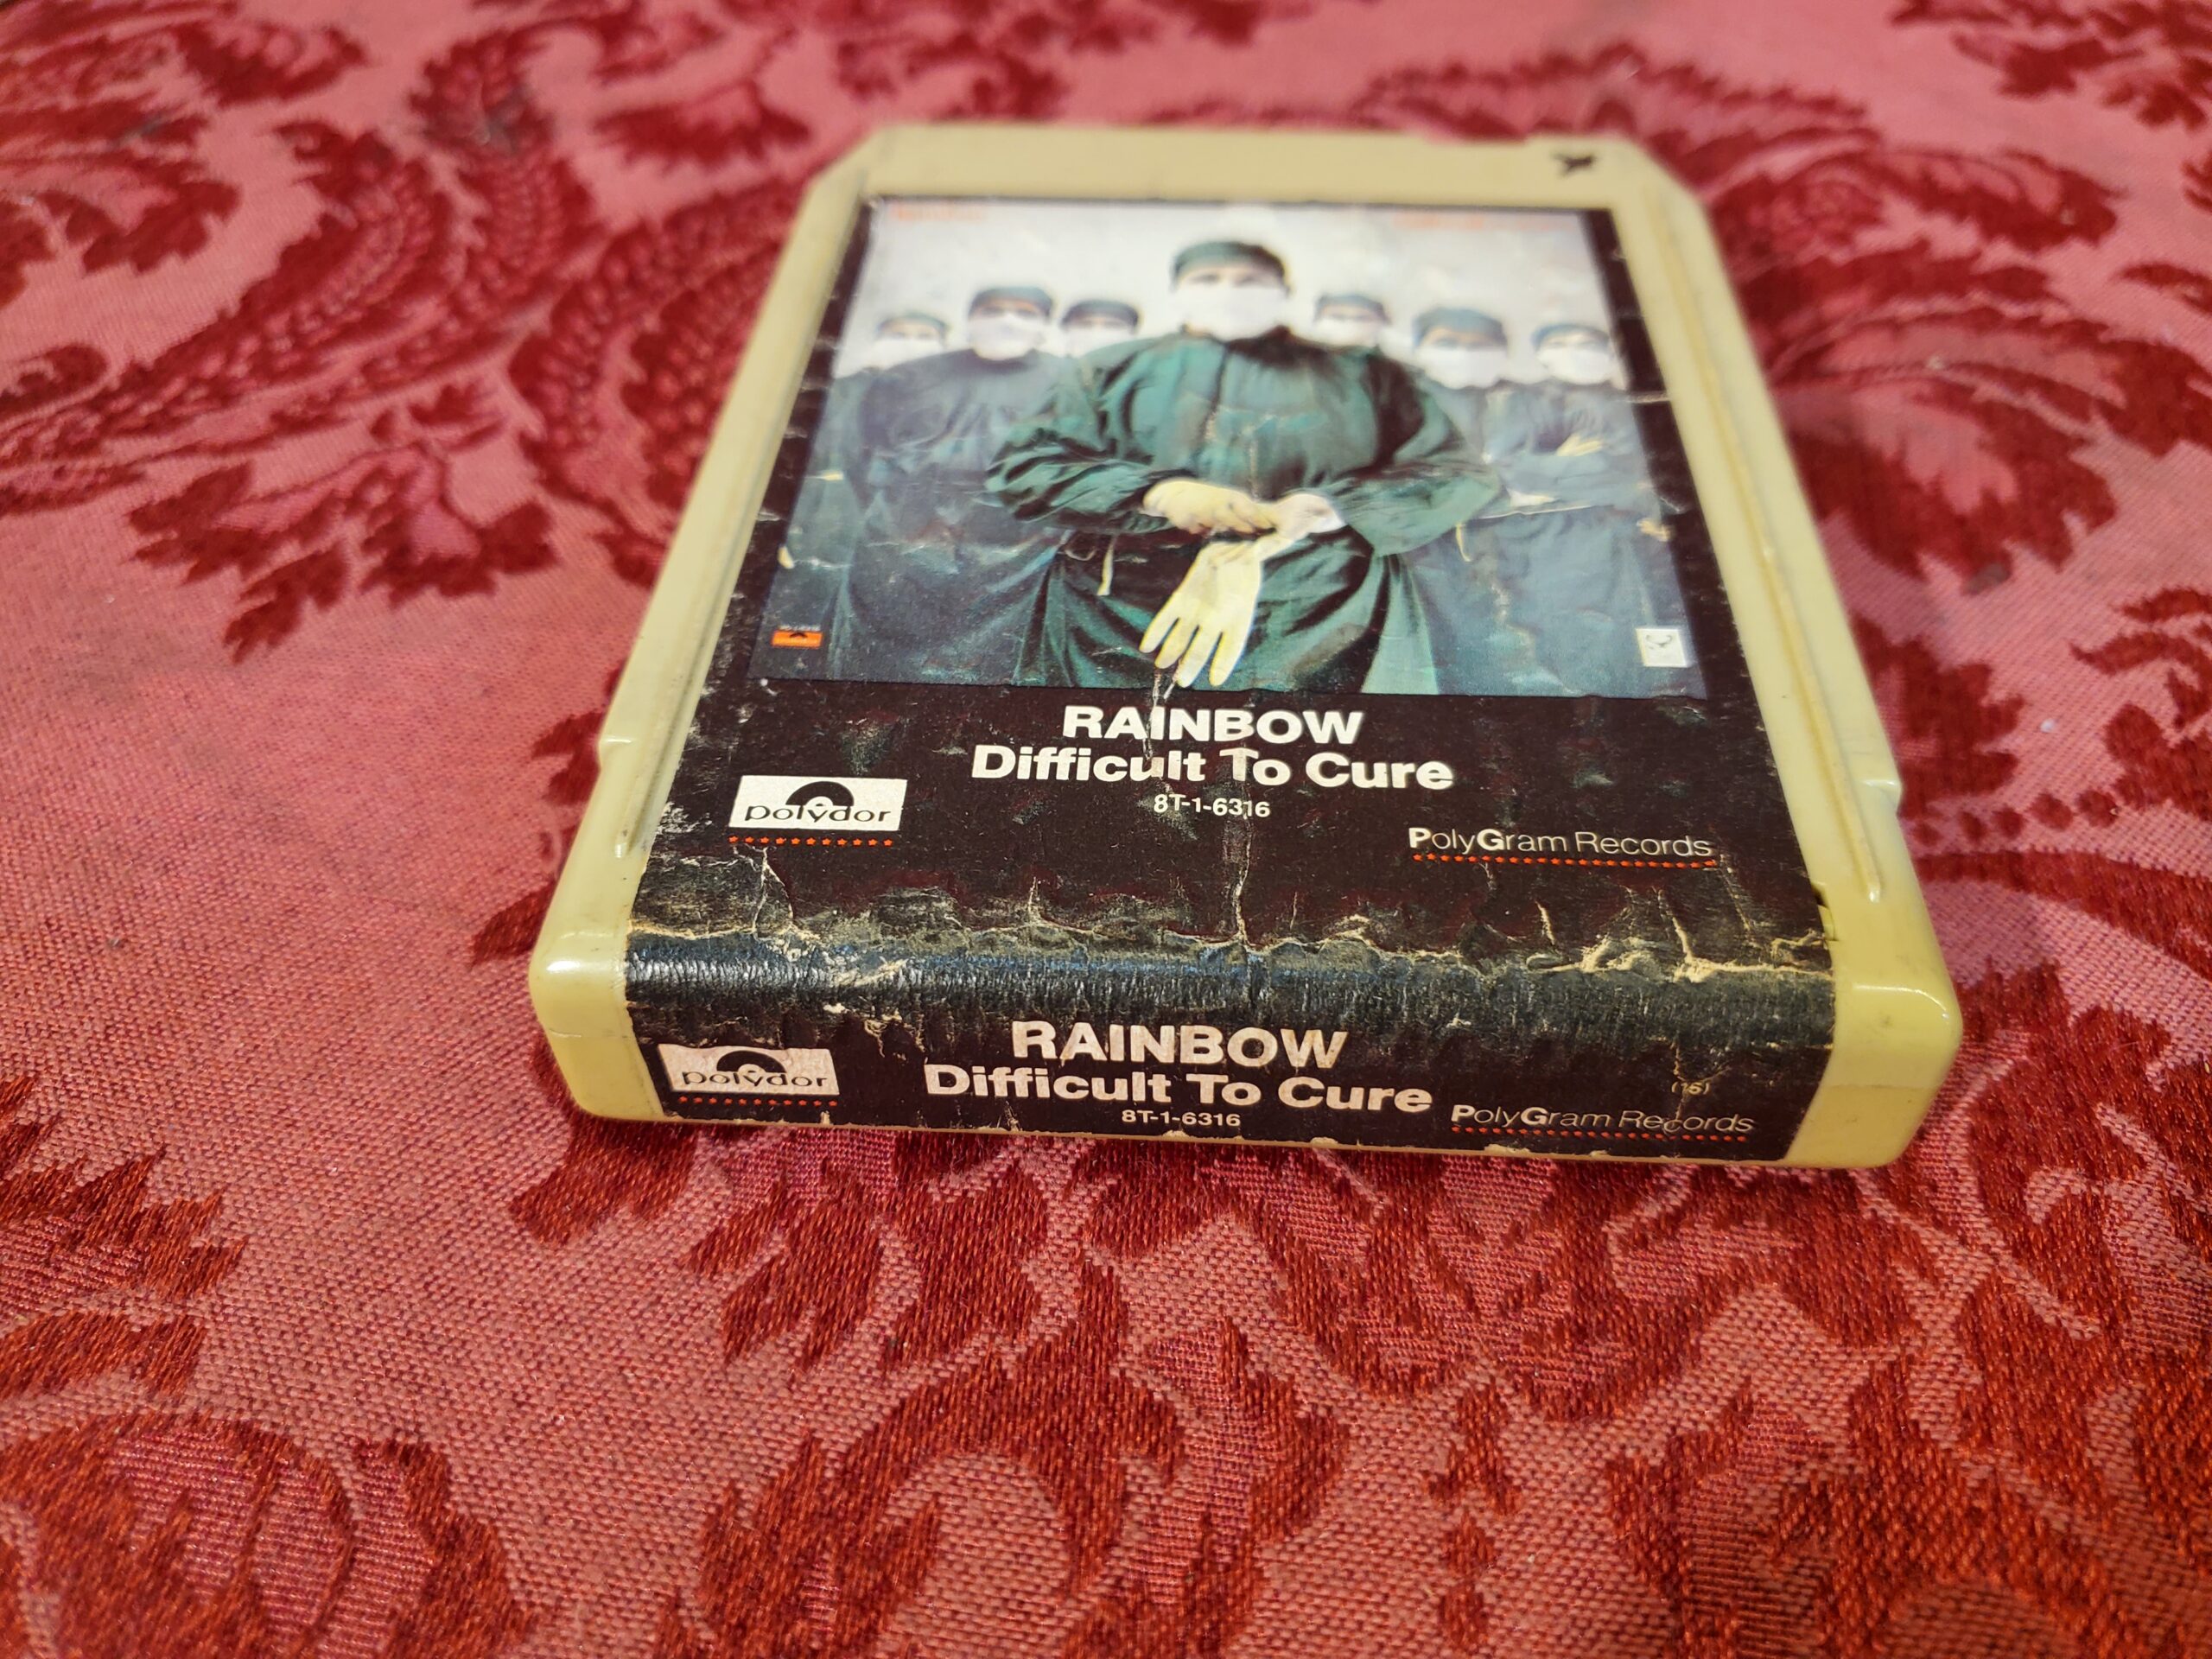 RAINBOW
Difficult To Cure
8T-1-6316
polydor
PolyGram Records
RAINBOW
Difficult To Cure
8T-1-6316
polydor
(16)
PolyGram Records